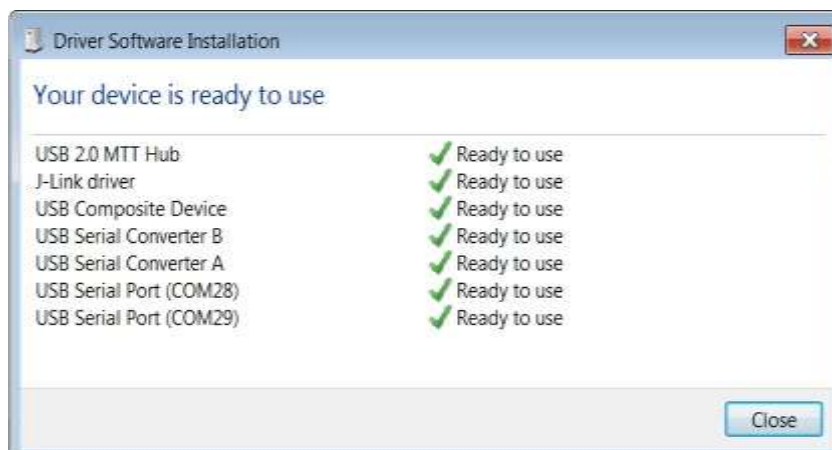 Driver Software Installation
Your device is ready to use
USB 2.0 MTT Hub Ready to use
J-Link driver Ready to use
USB Composite Device Ready to use
USB Serial Converter B Ready to use
USB Serial Converter A Ready to use
USB Serial Port (COM28) Ready to use
USB Serial Port (COM29) Ready to use
Close